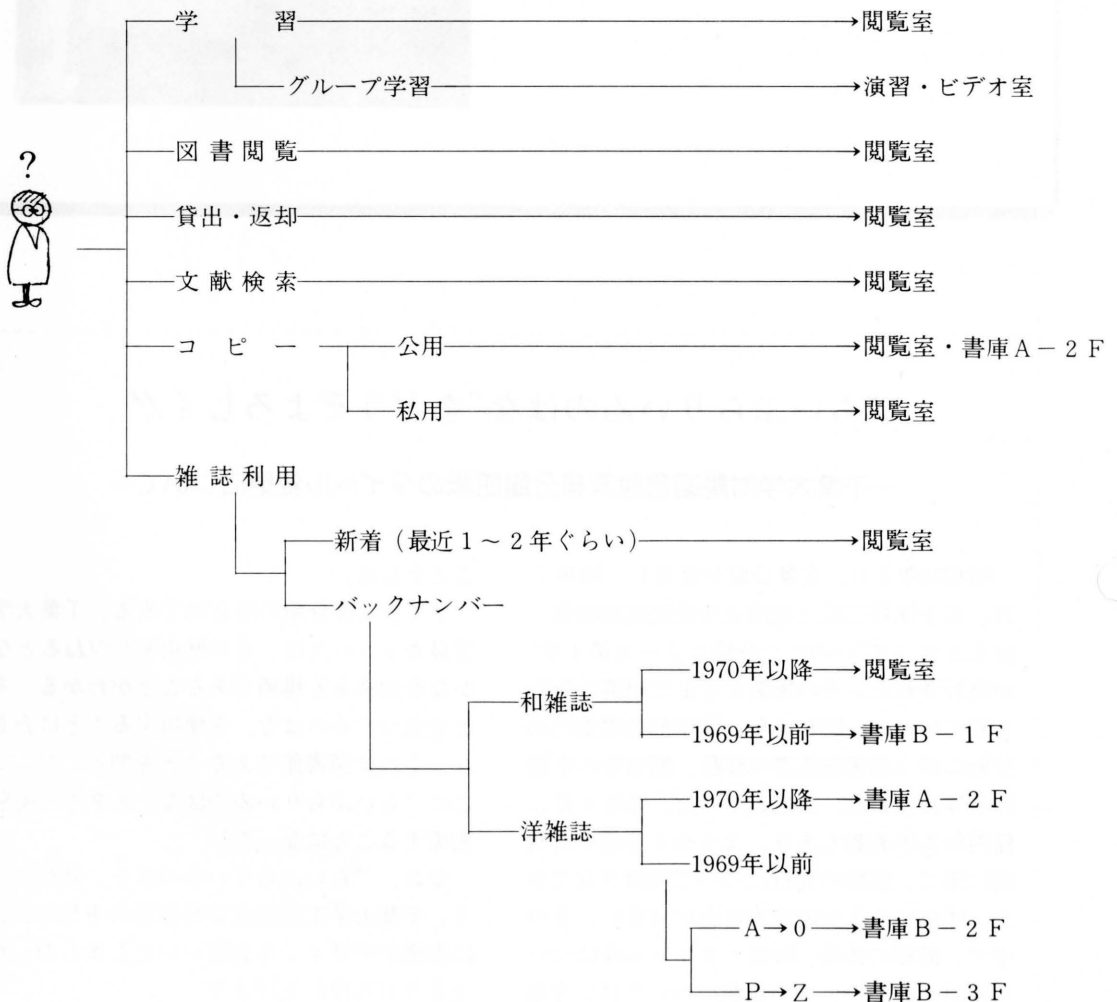 学　習→閲覧室
グループ学習→演習・ビデオ室
図書閲覧→閲覧室
?
貸出・返却→閲覧室
文献検索→閲覧室
コピー 公用→閲覧室・書庫A－2F
私用→閲覧室
雑誌利用
新着（最近1～2年ぐらい）→閲覧室
バックナンバー
1970年以降→閲覧室
和雑誌
1969年以前→書庫B－1F
1970年以降→書庫A－2F
洋雑誌
1969年以前
A→0→書庫B－2F
P→Z→書庫B－3F